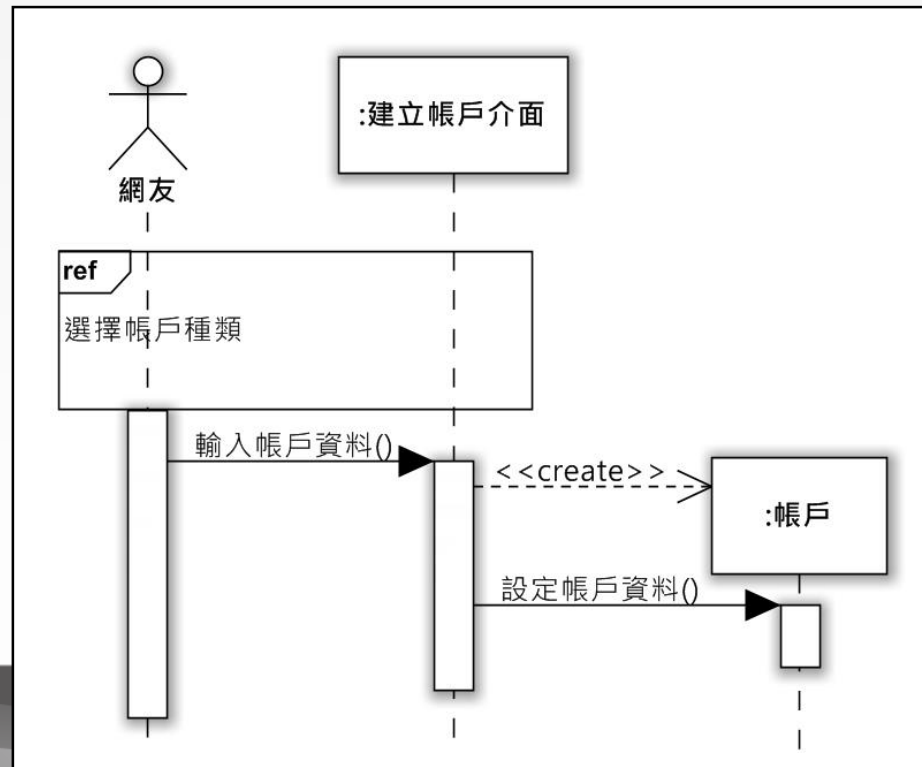 :建立帳戶介面
網友
ref
選擇帳戶種類
輸入帳戶資料()
<<create>>
:帳戶
設定帳戶資料()